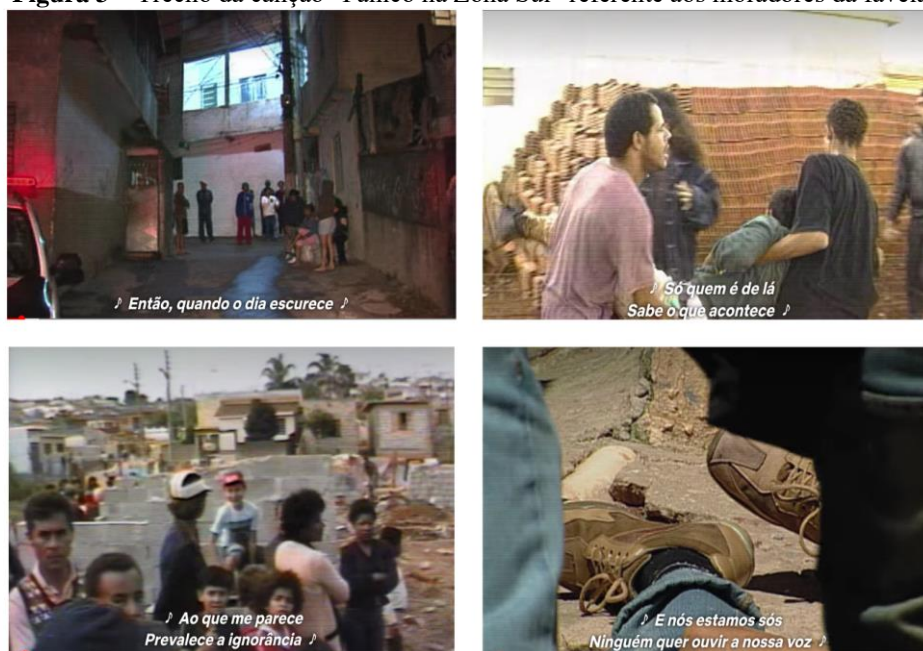 Figura 3 – Trecho da canção "Pânico na Zona Sul" referente aos moradores da favela
♪ Então, quando o dia escurece ♪
♪ Só quem é de lá
Sabe o que acontece ♪
♪ Ao que me parece
Prevalece a ignorância ♪
♪ E nós estamos sós
Ninguém quer ouvir a nossa voz ♪